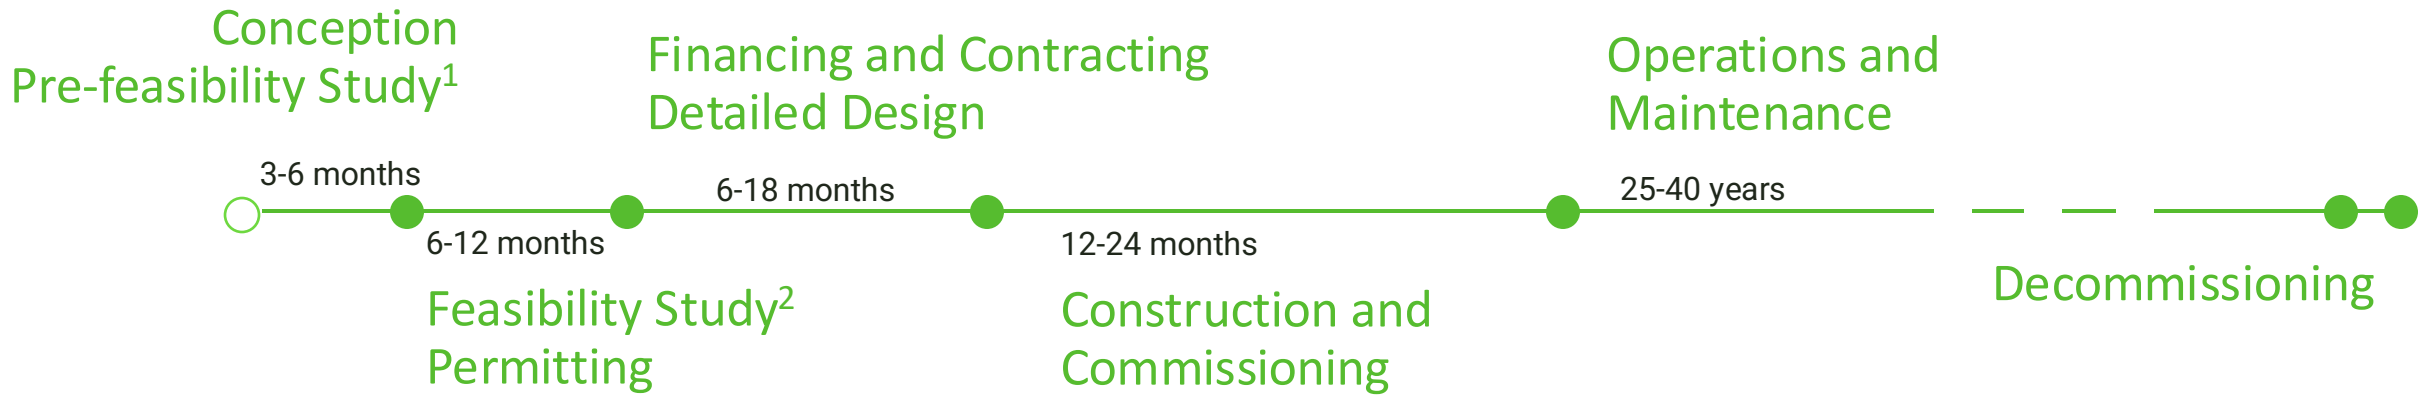 Conception
Pre-feasibility Study¹
3-6 months
6-12 months
Feasibility Study²
Permitting
Financing and Contracting
Detailed Design
6-18 months
12-24 months
Construction and
Commissioning
Operations and
Maintenance
25-40 years
Decommissioning